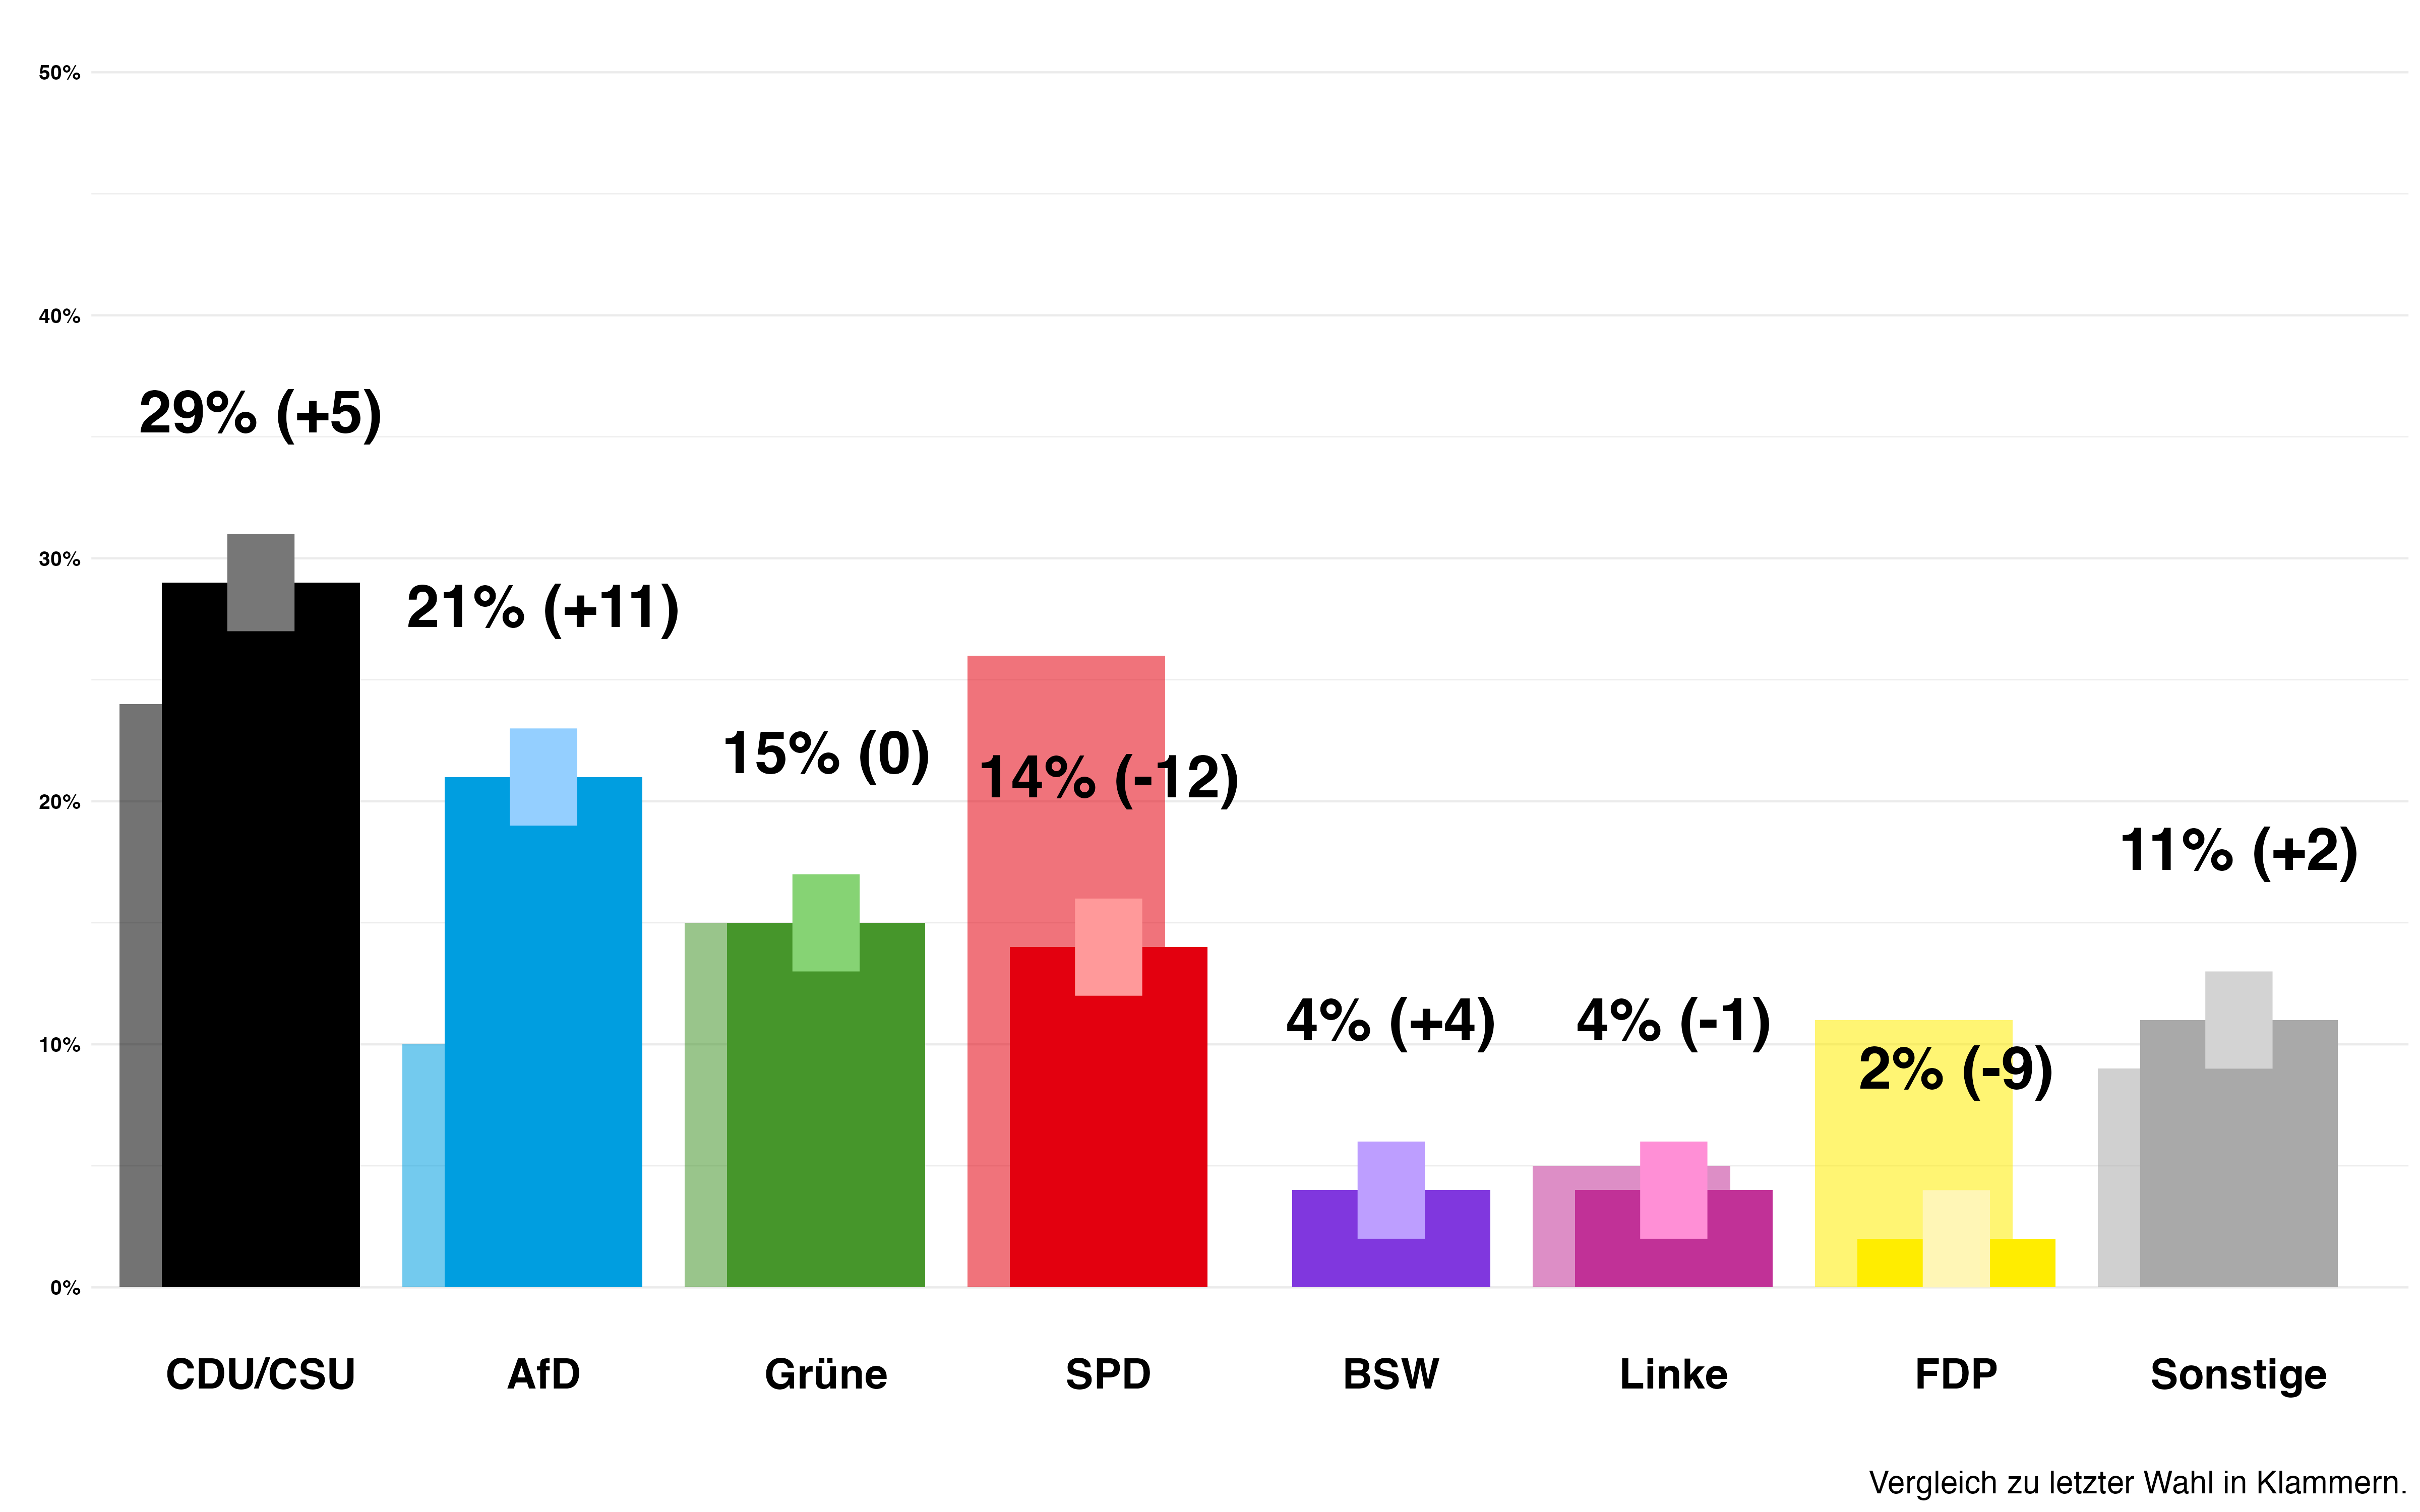 50%
40%
30%
20%
10%
0%
29% (+5)
21% (+11)
15% (0)
14% (-12)
4% (+4)
4% (-1)
2% (-9)
11% (+2)
CDU/CSU
AfD
Grüne
SPD
BSW
Linke
FDP
Sonstige
Vergleich zu letzter Wahl in Klammern.